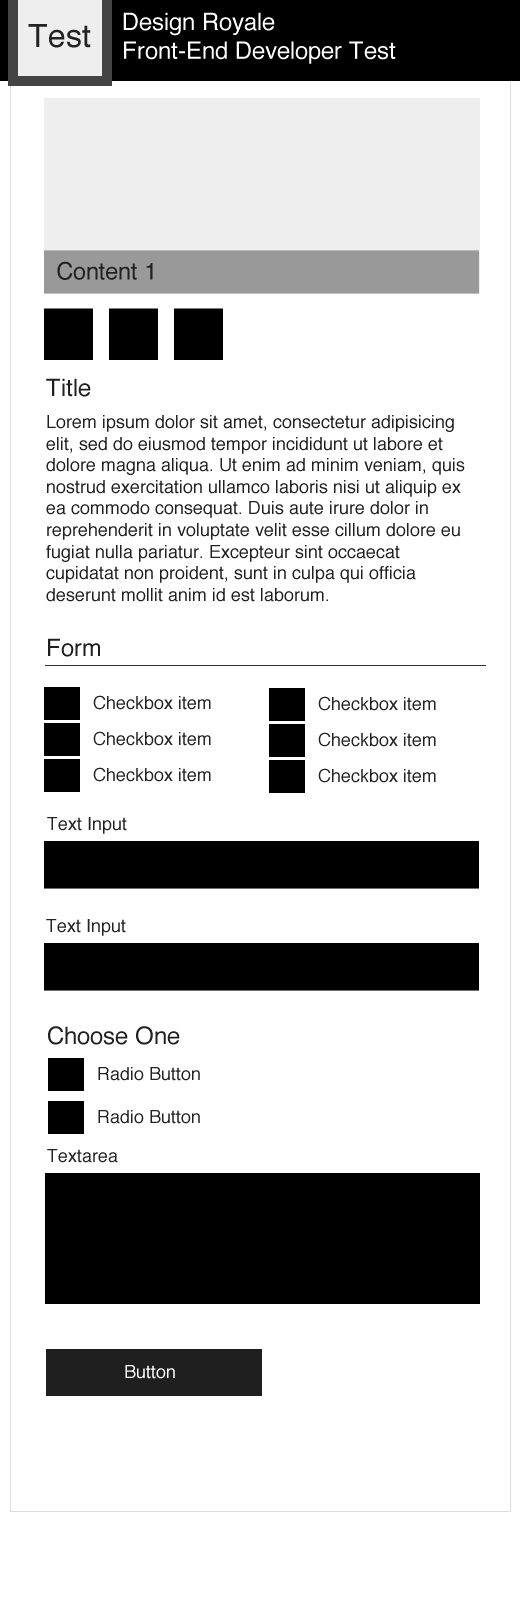 Test
Design Royale
Front-End Developer Test
Content 1
Title
Lorem ipsum dolor sit amet, consectetur adipisicing
elit, sed do eiusmod tempor incididunt ut labore et
dolore magna aliqua. Ut enim ad minim veniam, quis
nostrud exercitation ullamco laboris nisi ut aliquip ex
ea commodo consequat. Duis aute irure dolor in
reprehenderit in voluptate velit esse cillum dolore eu
fugiat nulla pariatur. Excepteur sint occaecat
cupidatat non proident, sunt in culpa qui officia
deserunt mollit anim id est laborum.
Form
Checkbox item
Checkbox item
Checkbox item
Checkbox item
Checkbox item
Checkbox item
Text Input
Text Input
Choose One
Radio Button
Radio Button
Textarea
Button